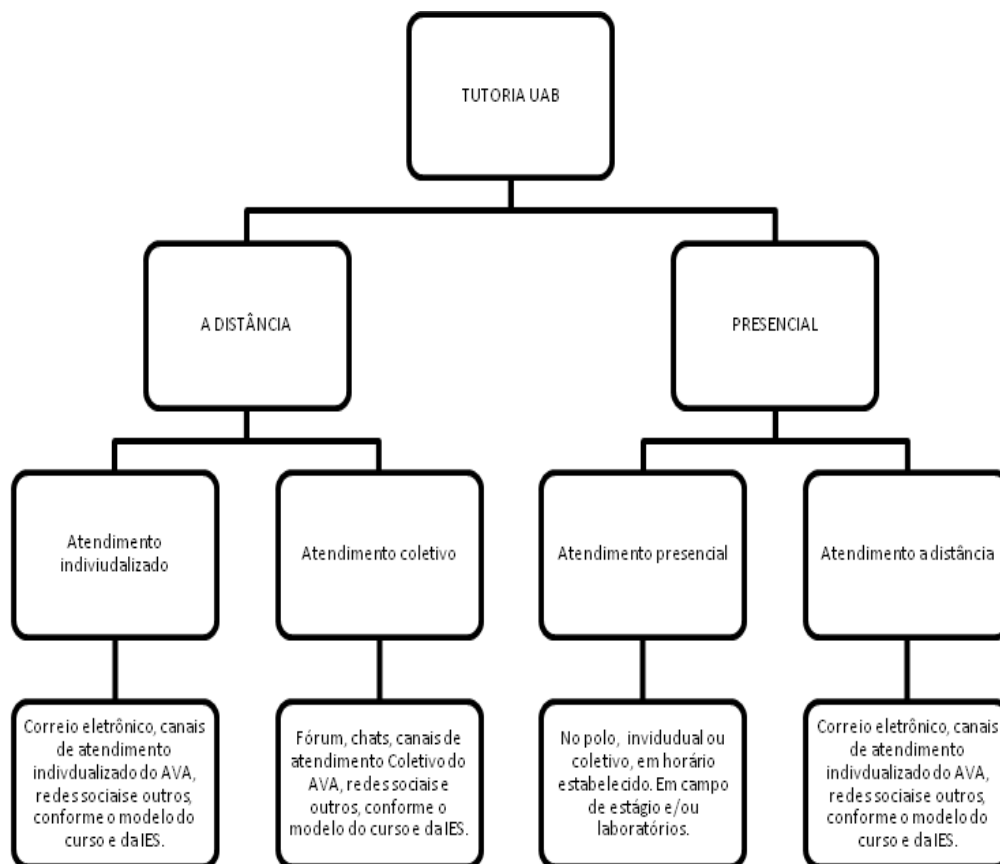 TUTORIA UAB
A DISTÂNCIA
PRESENCIAL
Atendimento
indiviudalizado
Atendimento coletivo
Atendimento presencial
Atendimento a distância
Correio eletrônico, canais
de atendimento
indivdualizado do AVA,
redes sociais e outros,
conforme o modelo do
curso e da IES.
Fórum, chats, canais de
atendimento Coletivo do
AVA, redes sociais e
outros, conforme o
modelo do curso e da IES.
No polo, invidudual ou
coletivo, em horário
estabelecido. Em campo
de estágio e/ou
laboratórios.
Correio eletrônico, canais
de atendimento
indivdualizado do AVA,
redes sociais e outros,
conforme o modelo do
curso e da IES.